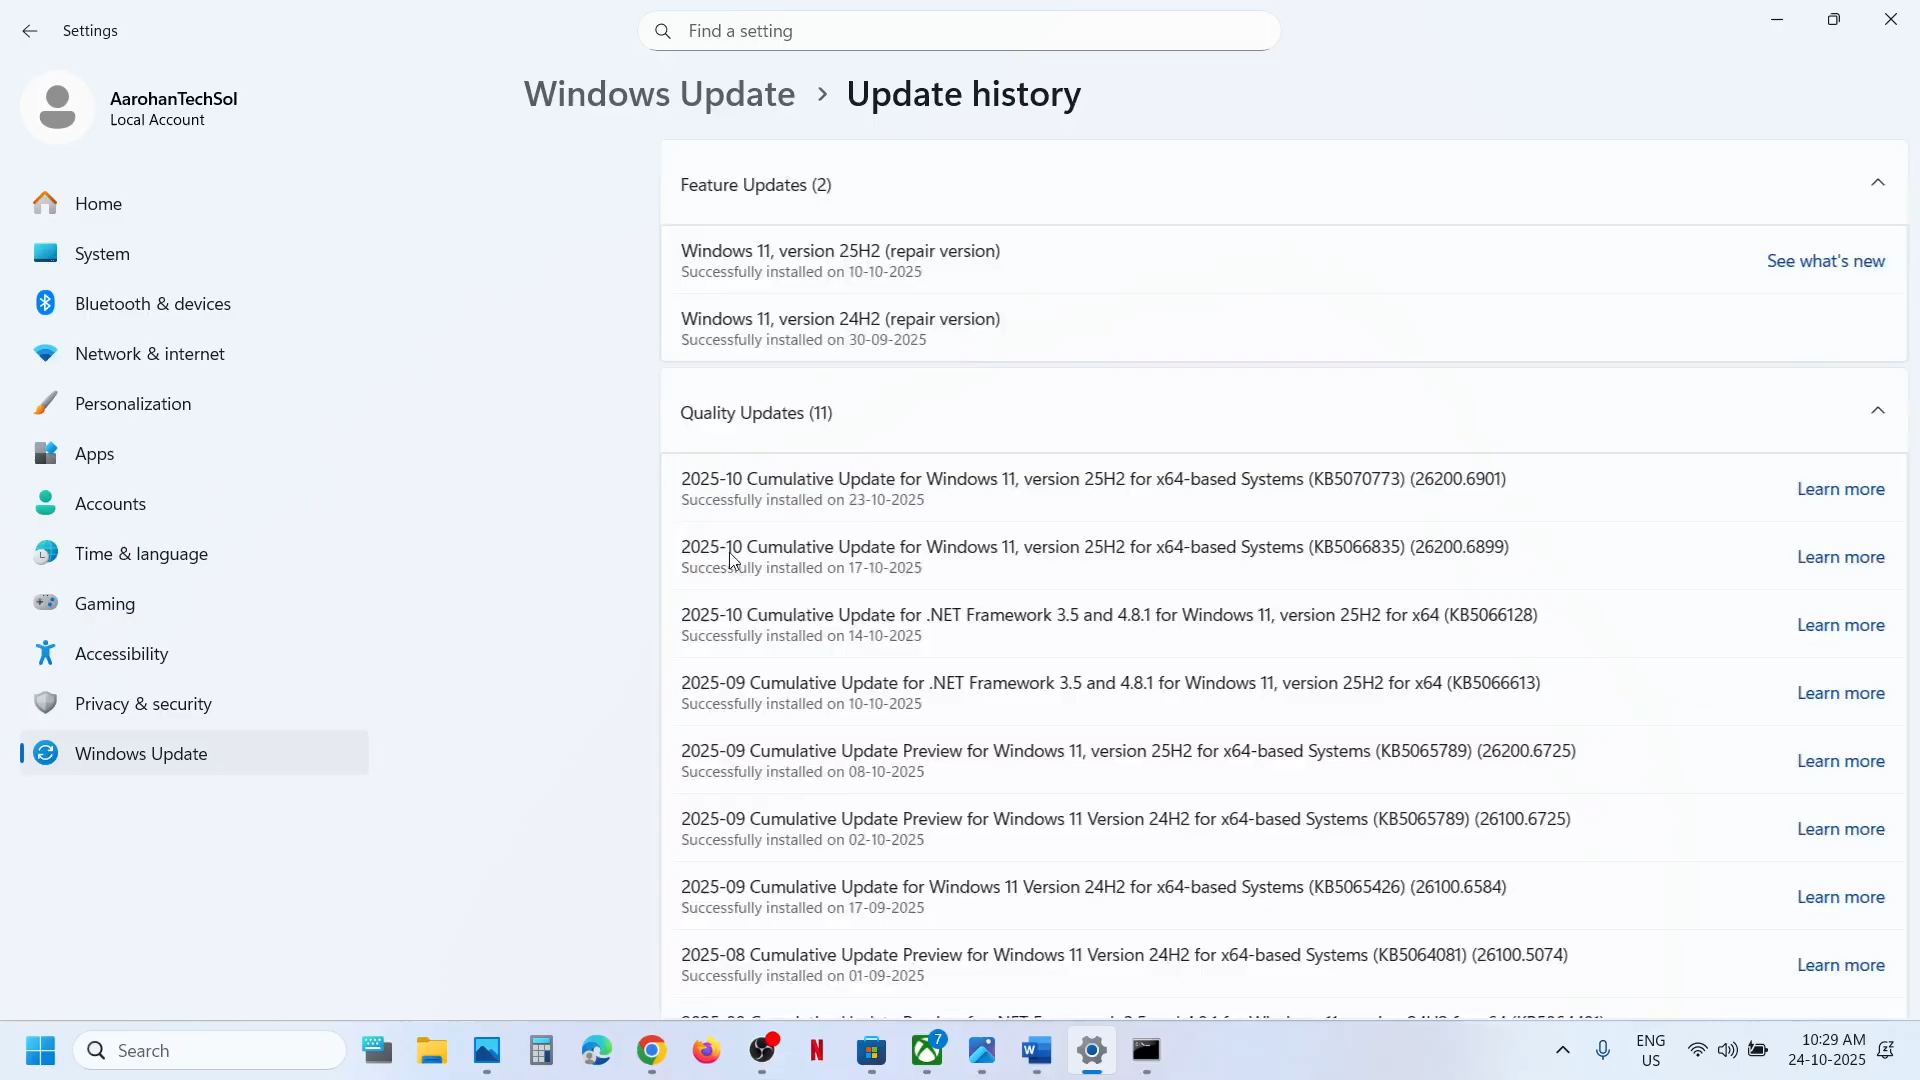 Settings
Find a setting
AarohanTechSol
Local Account
Windows Update > Update history
Home
System
Bluetooth & devices
Network & internet
Personalization
Apps
Accounts
Time & language
Gaming
Accessibility
Privacy & security
Windows Update
Feature Updates (2)
Windows 11, version 25H2 (repair version)
Successfully installed on 10-10-2025
See what's new
Windows 11, version 24H2 (repair version)
Successfully installed on 30-09-2025
Quality Updates (11)
2025-10 Cumulative Update for Windows 11, version 25H2 for x64-based Systems (KB5070773) (26200.6901)
Successfully installed on 23-10-2025
Learn more
2025-10 Cumulative Update for Windows 11, version 25H2 for x64-based Systems (KB5066835) (26200.6899)
Successfully installed on 17-10-2025
Learn more
2025-10 Cumulative Update for .NET Framework 3.5 and 4.8.1 for Windows 11, version 25H2 for x64 (KB5066128)
Successfully installed on 14-10-2025
Learn more
2025-09 Cumulative Update for .NET Framework 3.5 and 4.8.1 for Windows 11, version 25H2 for x64 (KB5066613)
Successfully installed on 10-10-2025
Learn more
2025-09 Cumulative Update Preview for Windows 11, version 25H2 for x64-based Systems (KB5065789) (26200.6725)
Successfully installed on 08-10-2025
Learn more
2025-09 Cumulative Update Preview for Windows 11 Version 24H2 for x64-based Systems (KB5065789) (26100.6725)
Successfully installed on 02-10-2025
Learn more
2025-09 Cumulative Update for Windows 11 Version 24H2 for x64-based Systems (KB5065426) (26100.6584)
Successfully installed on 17-09-2025
Learn more
2025-08 Cumulative Update Preview for Windows 11 Version 24H2 for x64-based Systems (KB5064081) (26100.5074)
Successfully installed on 01-09-2025
Learn more
Search
7
ENG
US
10:29 AM
24-10-2025